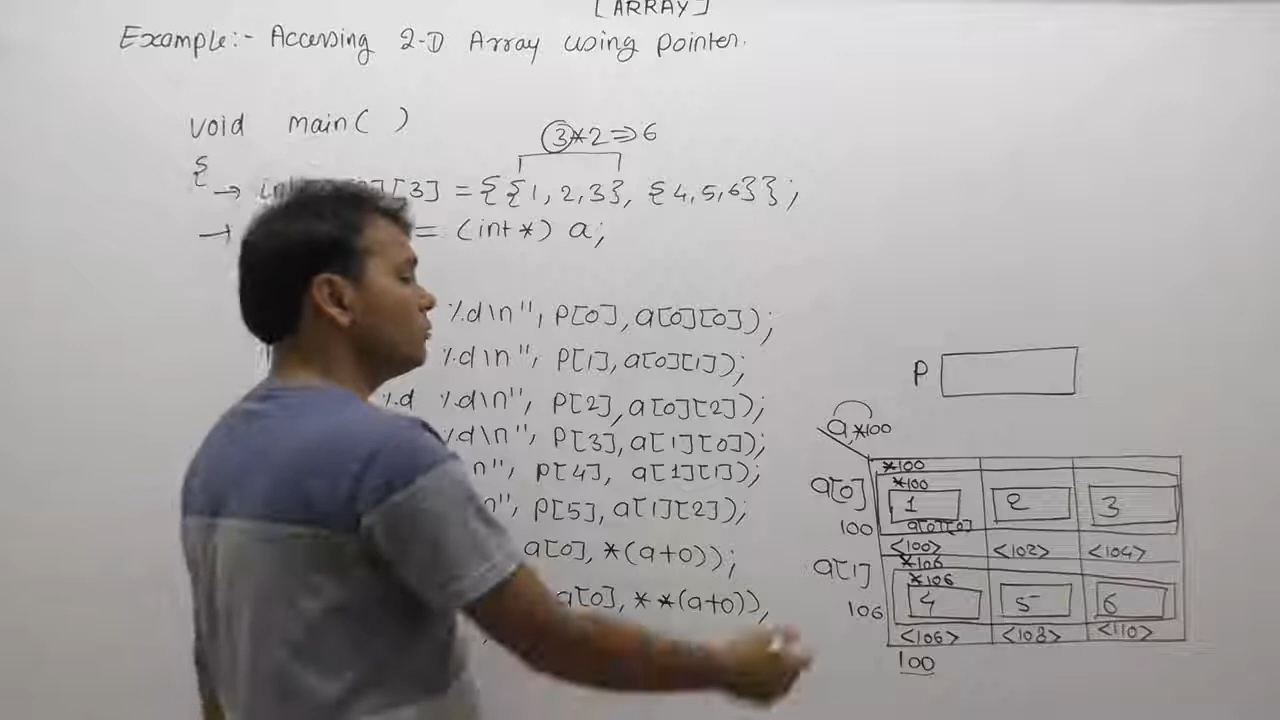 [ARRAY]
Example:- Accessing 2-D Array using pointer.
void main( )
{
3*2=>6
→ int [3] = {{1,2,3}, {4,5,6}};
→ = (int *) a;
%d\n", P[0], a[0][0]);
%d\n", P[1], a[0][1]);
%d %d\n", P[2], a[0][2]);
%d\n", P[3], a[1][0]);
n", P[4], a[1][1]);
n", P[5], a[1][2]);
a[0], *(a+0));
a[0], **(a+0)),
P
a *100
*100
a[0] *100
1 2 3
100 a[0][0]
<100> <102> <104>
a[1] *106
*106
106 4 5 6
<106> <108> <110>
100